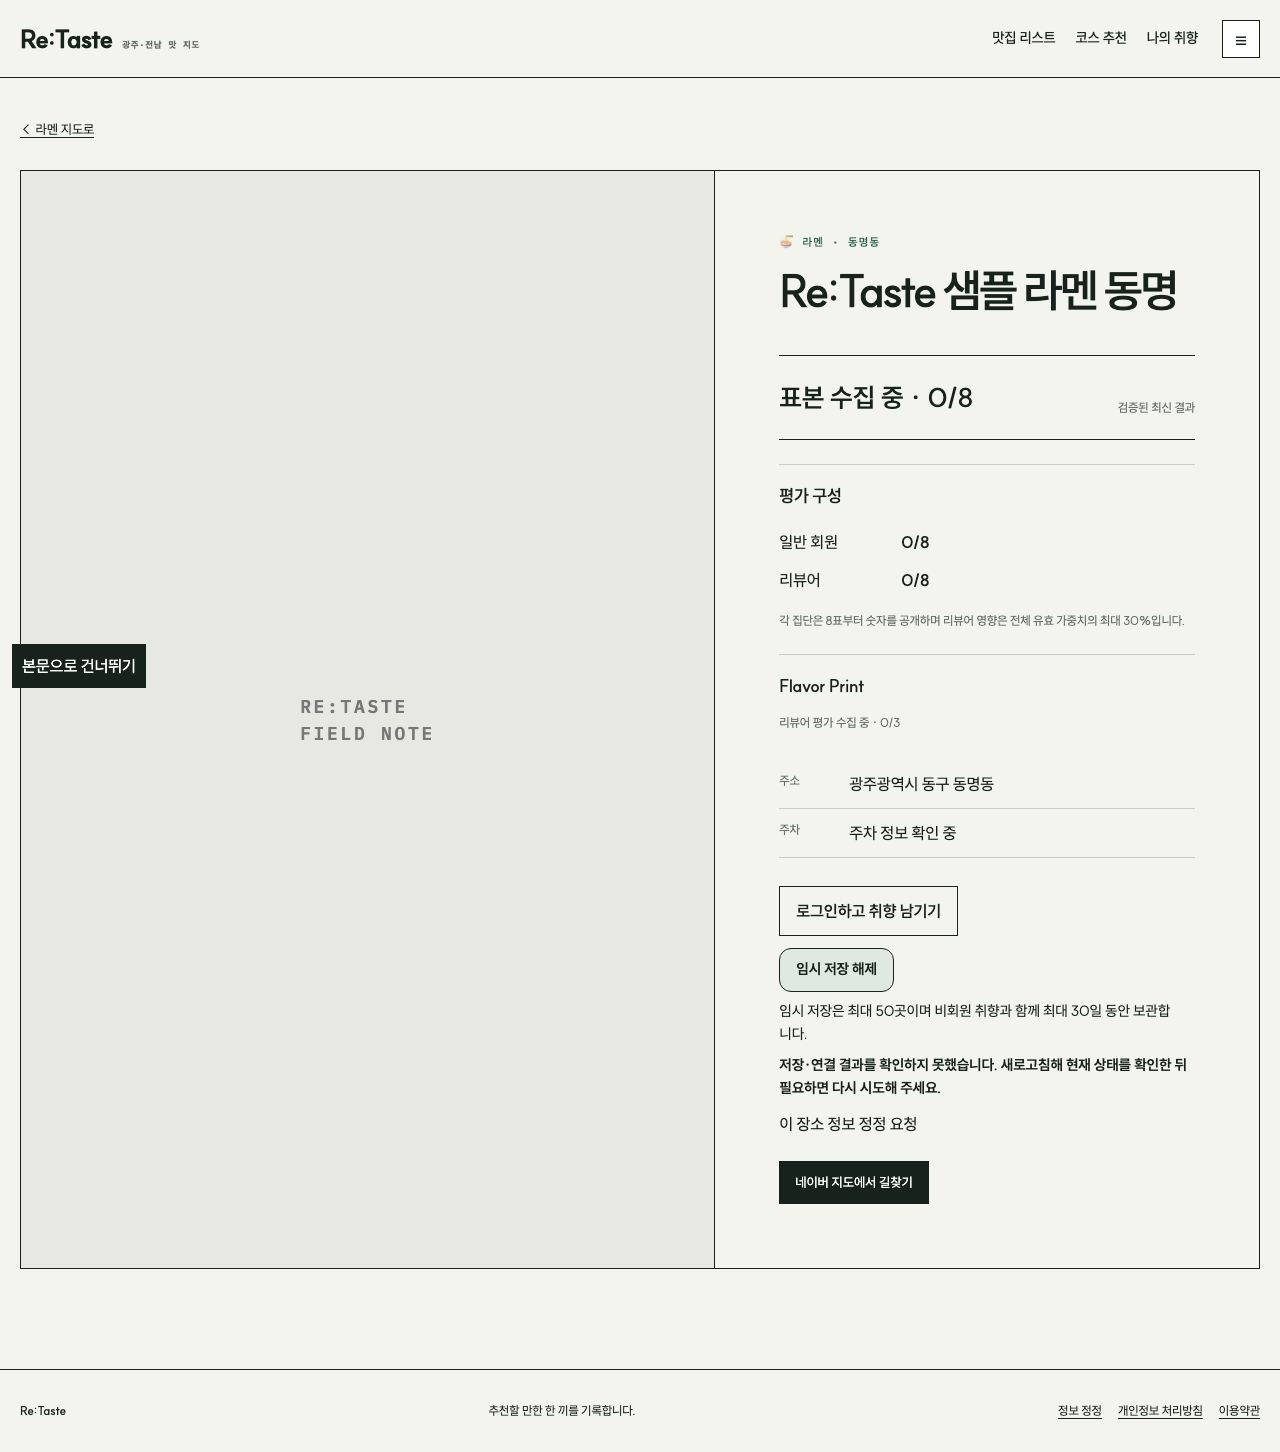 Re:Taste 광주·전남 맛 지도
맛집 리스트 코스 추천 나의 취향
라멘 지도로
본문으로 건너뛰기
RE:TASTE
FIELD NOTE
라멘 · 동명동
Re:Taste 샘플 라멘 동명
표본 수집 중 · 0/8
검증된 최신 결과
평가 구성
일반 회원 0/8
리뷰어 0/8
각 집단은 8표부터 숫자를 공개하며 리뷰어 영향은 전체 유효 가중치의 최대 30%입니다.
Flavor Print
리뷰어 평가 수집 중 · 0/3
주소 광주광역시 동구 동명동
주차 주차 정보 확인 중
로그인하고 취향 남기기
임시 저장 해제
임시 저장은 최대 50곳이며 비회원 취향과 함께 최대 30일 동안 보관합
니다.
저장·연결 결과를 확인하지 못했습니다. 새로고침해 현재 상태를 확인한 뒤
필요하면 다시 시도해 주세요.
이 장소 정보 정정 요청
네이버 지도에서 길찾기
Re:Taste
추천할 만한 한 끼를 기록합니다.
정보 정정 개인정보 처리방침 이용약관